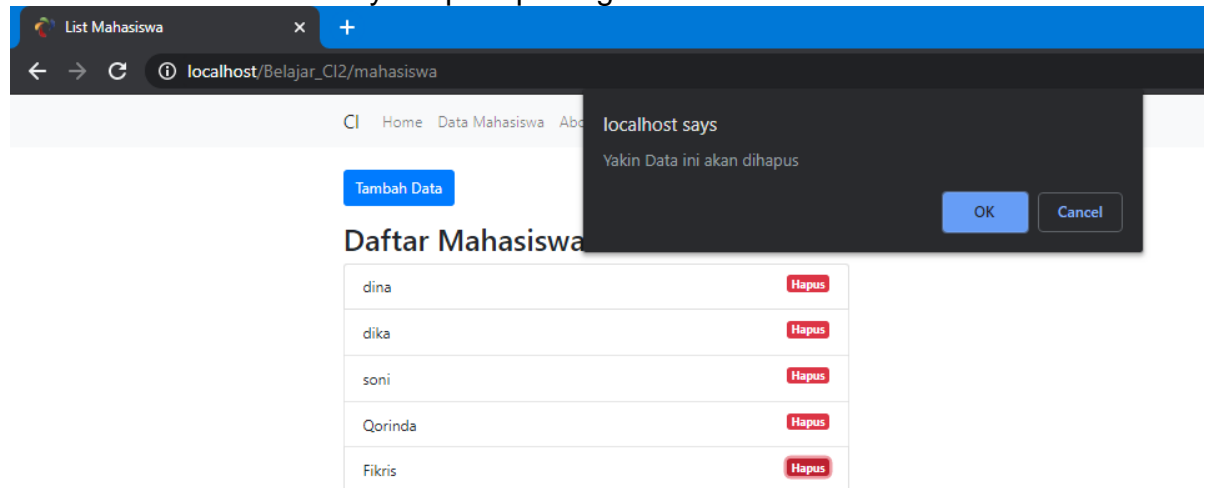 List Mahasiswa
localhost/Belajar_CI2/mahasiswa
CI Home Data Mahasiswa
localhost says
Yakin Data ini akan dihapus
OK Cancel
Tambah Data
Daftar Mahasiswa
dina Hapus
dika Hapus
soni Hapus
Qorinda Hapus
Fikris Hapus